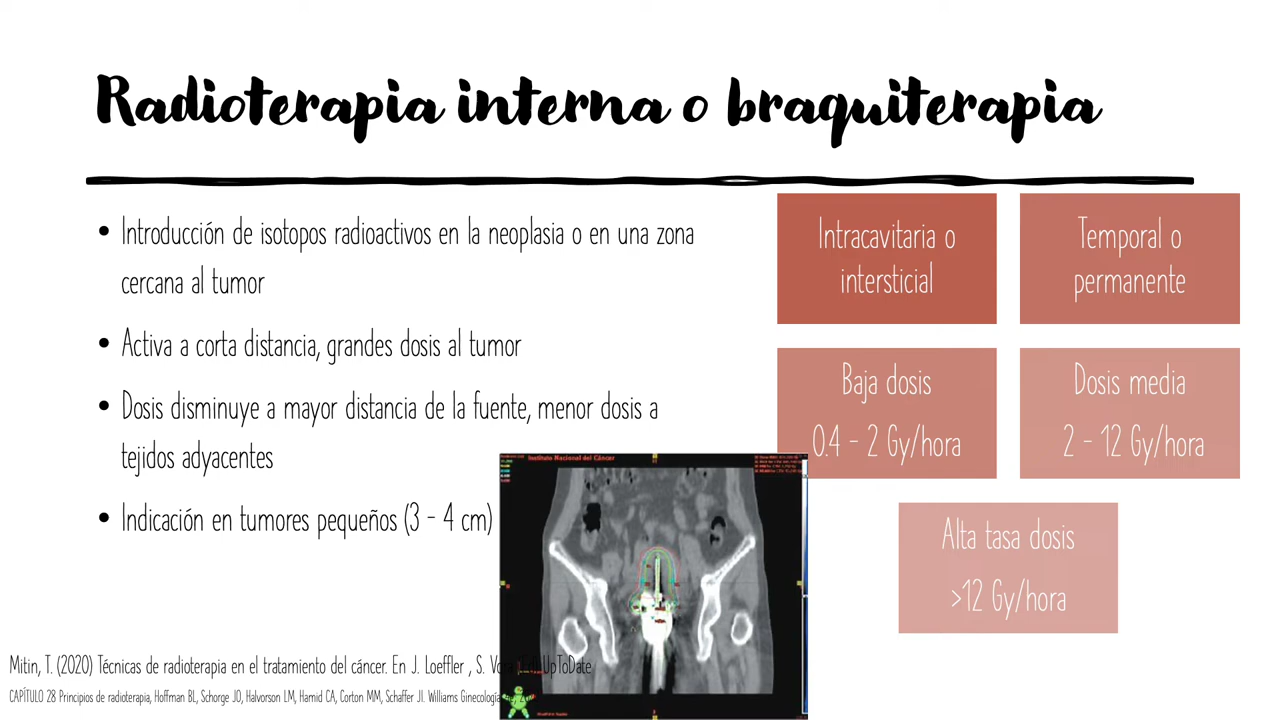 Radioterapia interna o braquiterapia
• Introducción de isotopos radioactivos en la neoplasia o en una zona
cercana al tumor
• Activa a corta distancia, grandes dosis al tumor
• Dosis disminuye a mayor distancia de la fuente, menor dosis a
tejidos adyacentes
• Indicación en tumores pequeños (3 - 4 cm)
Intracavitaria o
intersticial
Temporal o
permanente
Baja dosis
0.4 - 2 Gy/hora
Dosis media
2 - 12 Gy/hora
Alta tasa dosis
>12 Gy/hora
Instituto Nacional del Cáncer
Mitin, T. (2020) Técnicas de radioterapia en el tratamiento del cáncer. En J. Loeffler , S. UpToDate
CAPÍTULO 28 Principios de radioterapia, Hoffman BL, Schorge JO, Halvorson LM, Hamid CA, Corton MM, Schaffer JI. Williams Ginecología